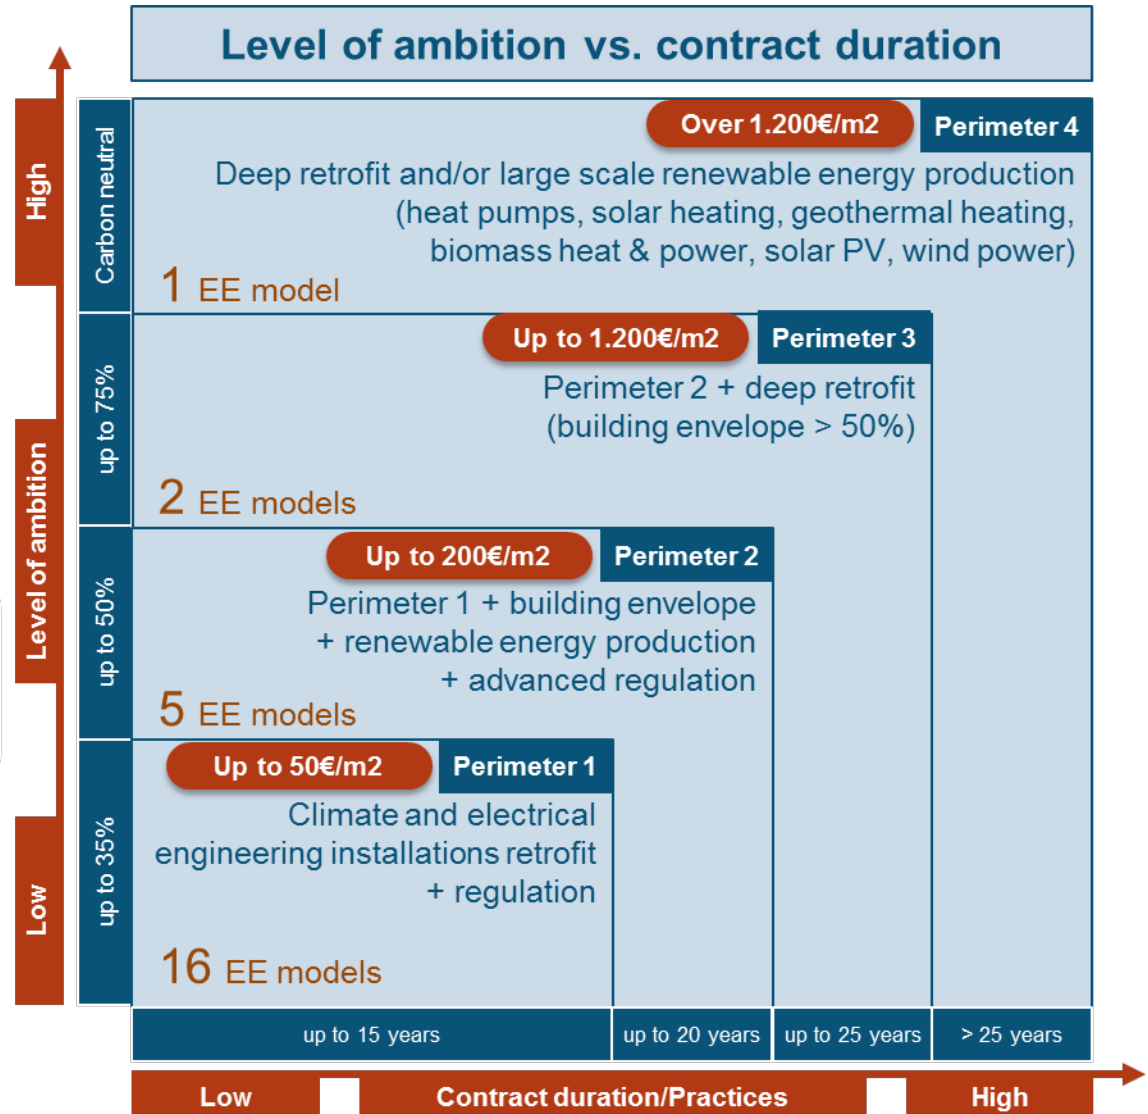 Level of ambition vs. contract duration
High
Level of ambition
Low
Carbon neutral
up to 75%
up to 50%
up to 35%
Over 1.200€/m2
Perimeter 4
Deep retrofit and/or large scale renewable energy production
(heat pumps, solar heating, geothermal heating,
biomass heat & power, solar PV, wind power)
1 EE model
Up to 1.200€/m2
Perimeter 3
Perimeter 2 + deep retrofit
(building envelope > 50%)
2 EE models
Up to 200€/m2
Perimeter 2
Perimeter 1 + building envelope
+ renewable energy production
+ advanced regulation
5 EE models
Up to 50€/m2
Perimeter 1
Climate and electrical
engineering installations retrofit
+ regulation
16 EE models
up to 15 years
up to 20 years
up to 25 years
> 25 years
Low
Contract duration/Practices
High